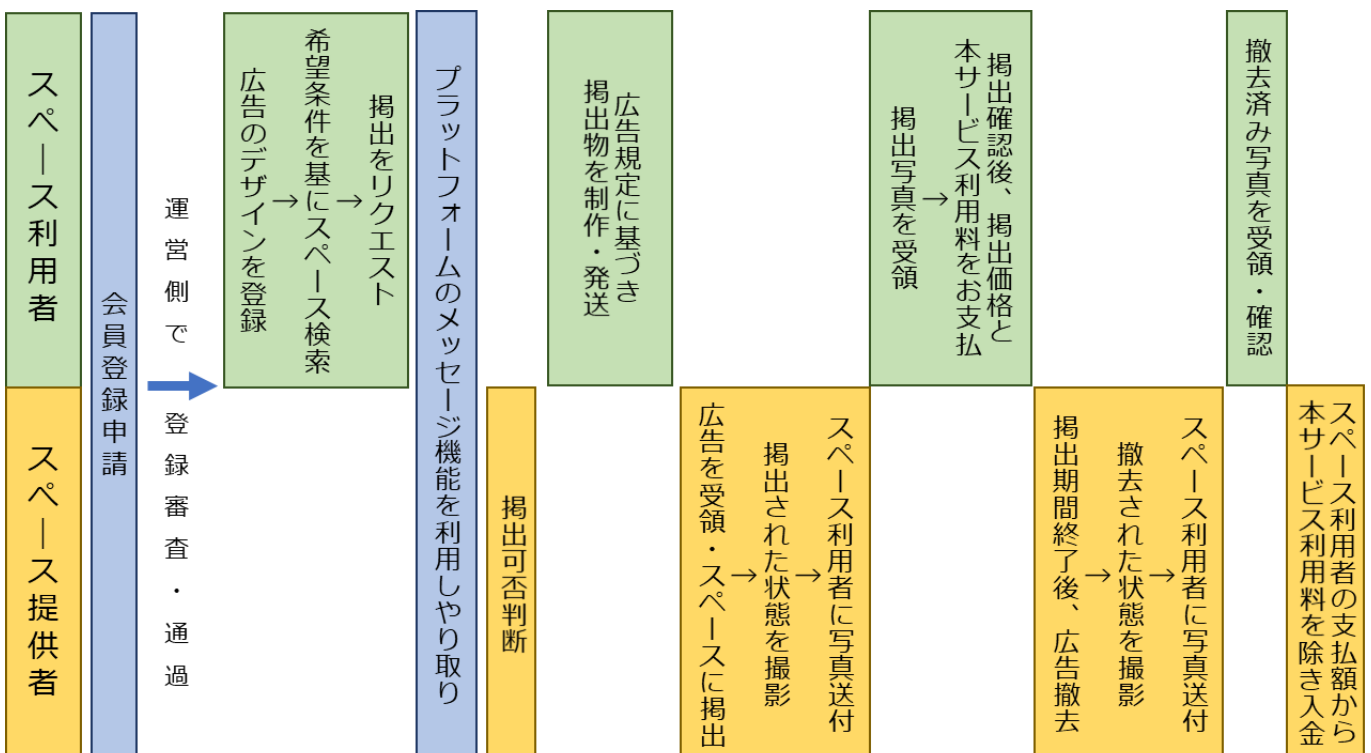 スペース利用者
スペース提供者
会員登録申請
運営側で
登録審査・通過
広告のデザインを登録
→
希望条件を基にスペース検索
→
掲出をリクエスト
プラットフォームのメッセージ機能を利用しやり取り
掲出可否判断
広告規定に基づき
掲出物を制作・発送
広告を受領・スペースに掲出
→
掲出された状態を撮影
→
スペース利用者に写真送付
掲出写真を受領
→
掲出確認後、掲出価格と
本サービス利用料をお支払
掲出期間終了後、広告撤去
→
撤去された状態を撮影
→
スペース利用者に写真送付
撤去済み写真を受領・確認
スペース利用者の支払額から
本サービス利用料を除き入金